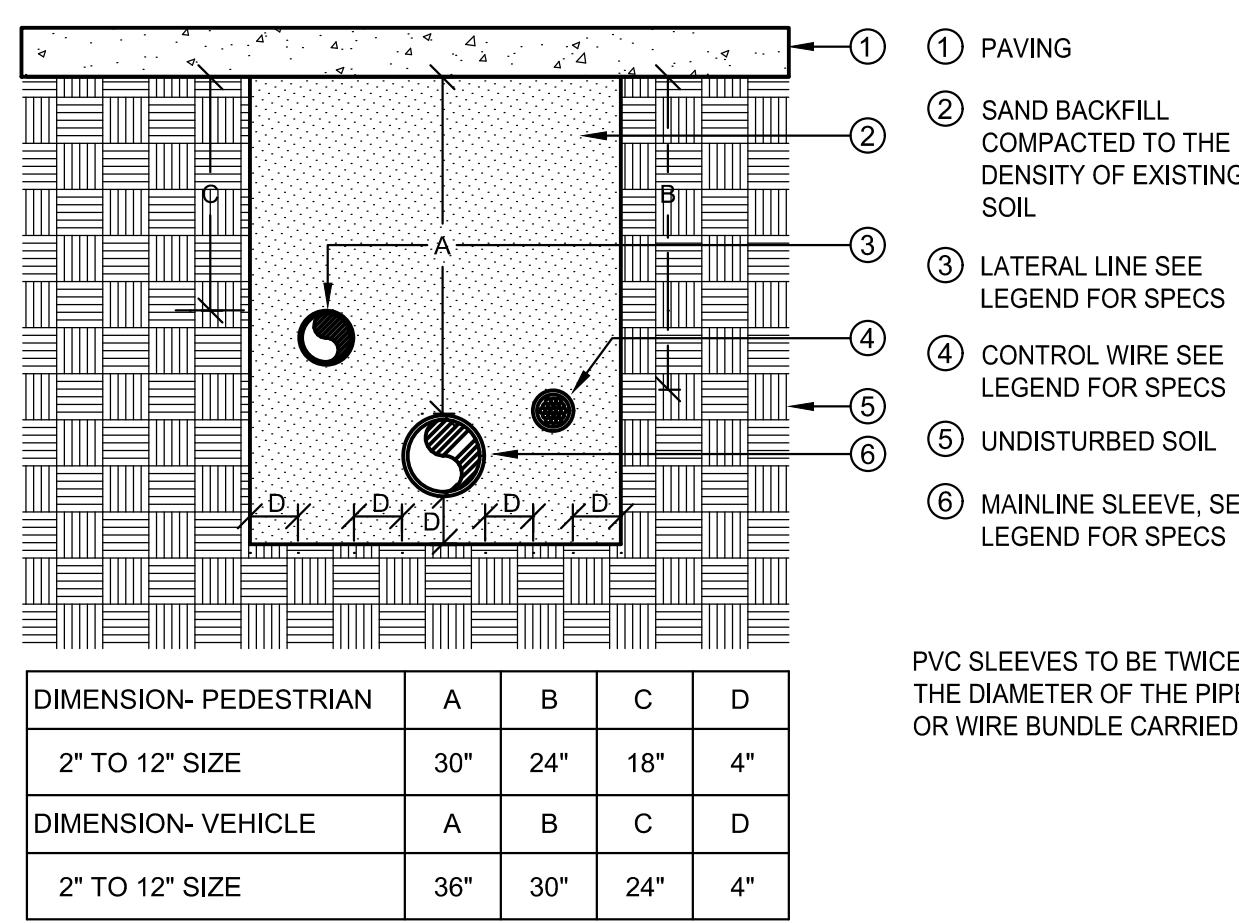 1
2
3
4
5
6
C
B
A
D
D
D
D
D
1 PAVING
2 SAND BACKFILL
COMPACTED TO THE
DENSITY OF EXISTING
SOIL
3 LATERAL LINE SEE
LEGEND FOR SPECS
4 CONTROL WIRE SEE
LEGEND FOR SPECS
5 UNDISTURBED SOIL
6 MAINLINE SLEEVE, SE
LEGEND FOR SPECS
PVC SLEEVES TO BE TWICE
THE DIAMETER OF THE PIPE
OR WIRE BUNDLE CARRIED
DIMENSION- PEDESTRIAN A B C D
2" TO 12" SIZE 30" 24" 18" 4"
DIMENSION- VEHICLE A B C D
2" TO 12" SIZE 36" 30" 24" 4"